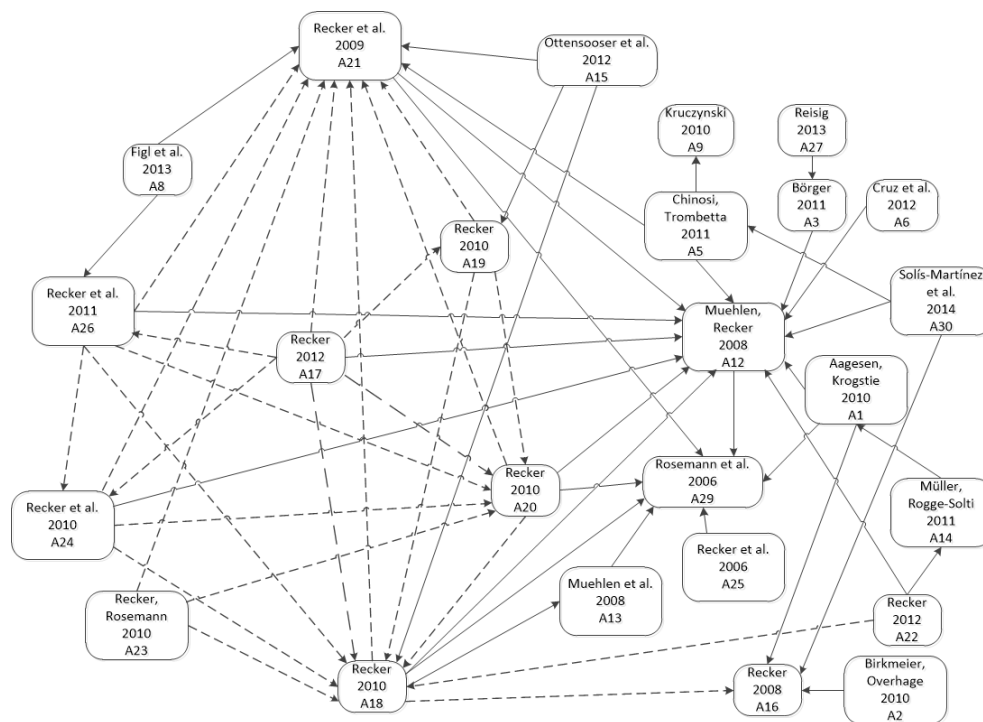 Recker et al.
2009
A21
Ottensooser et al.
2012
A15
Kruczynski
2010
A9
Reisig
2013
A27
Figl et al.
2013
A8
Chinosi,
Trombetta
2011
A5
Börger
2011
A3
Cruz et al.
2012
A6
Recker
2010
A19
Recker et al.
2011
A26
Solís-Martínez
et al.
2014
A30
Muehlen,
Recker
2008
A12
Recker
2012
A17
Aagesen,
Krogstie
2010
A1
Recker et al.
2010
A24
Recker
2010
A20
Rosemann et al.
2006
A29
Müller,
Rogge-Solti
2011
A14
Recker et al.
2006
A25
Muehlen et al.
2008
A13
Recker,
Rosemann
2010
A23
Recker
2012
A22
Recker
2010
A18
Recker
2008
A16
Birkmeier,
Overhage
2010
A2